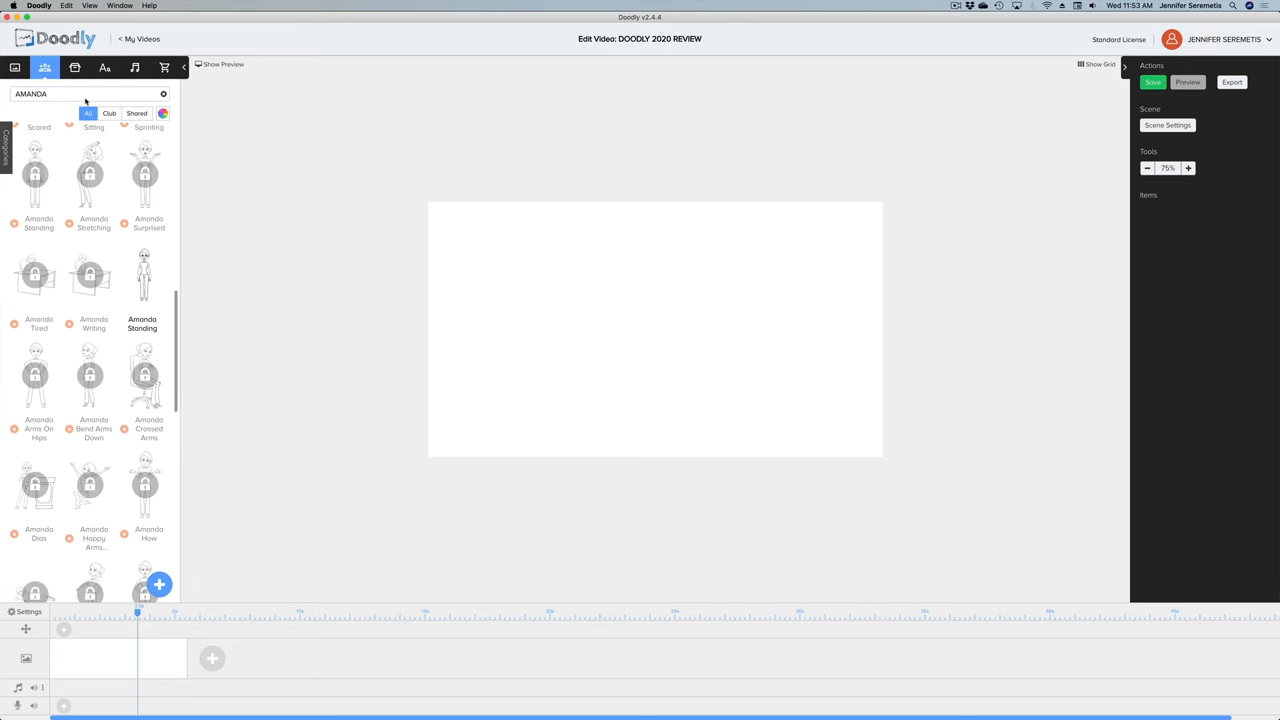 Doodly Edit View Window Help
Wed 11:53 AM Jennifer Seremetis
Doodly v2.4.4
Doodly < My Videos
Edit Video: DOODLY 2020 REVIEW
Standard License JENNIFER SEREMETIS
Show Preview
Show Grid
AMANDA
All Club Shared
Categories
Scared Sitting Sprinting
Amanda Standing
Amanda Stretching
Amanda Surprised
Amanda Tired
Amanda Writing
Amanda Standing
Amanda Arms On Hips
Amanda Bend Arms Down
Amanda Crossed Arms
Amanda Dias
Amanda Happy Arms...
Amanda How
Actions
Save Preview Export
Scene
Scene Settings
Tools
75%
Items
Settings